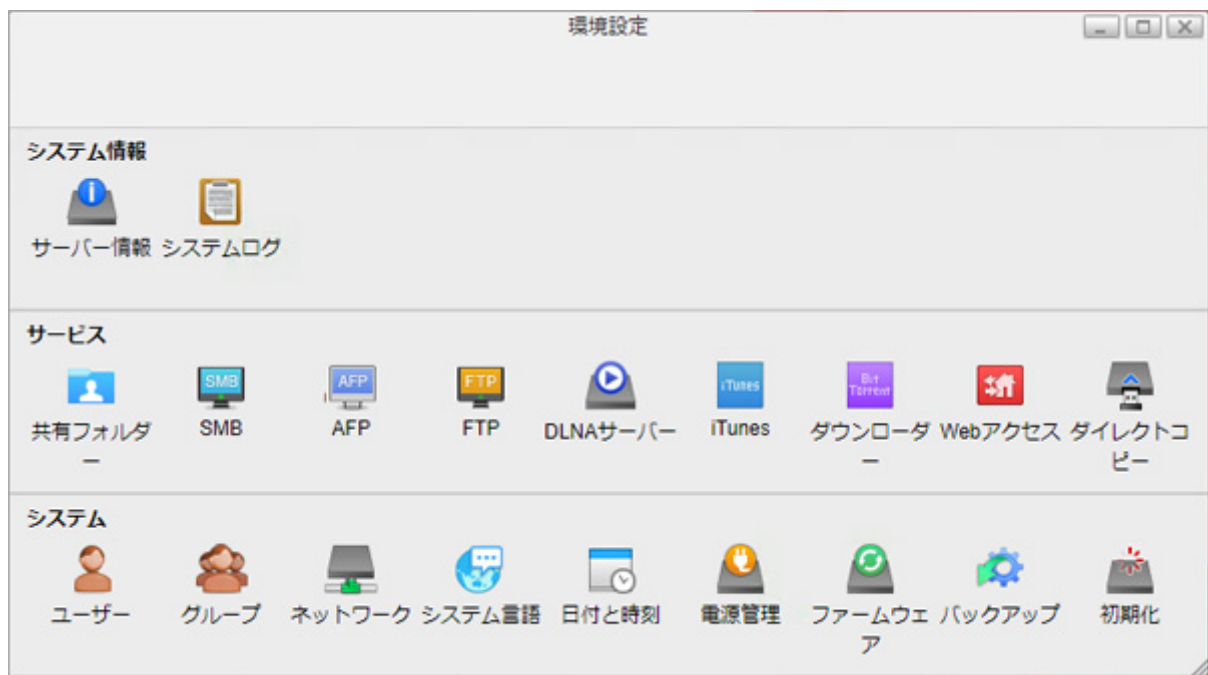 環境設定
システム情報
サーバー情報 システムログ
サービス
SMB AFP FTP iTunes Bit Torrent
共有フォルダー SMB AFP FTP DLNAサーバー iTunes ダウンローダー Webアクセス ダイレクトコピー
システム
ユーザー グループ ネットワーク システム言語 日付と時刻 電源管理 ファームウェア バックアップ 初期化